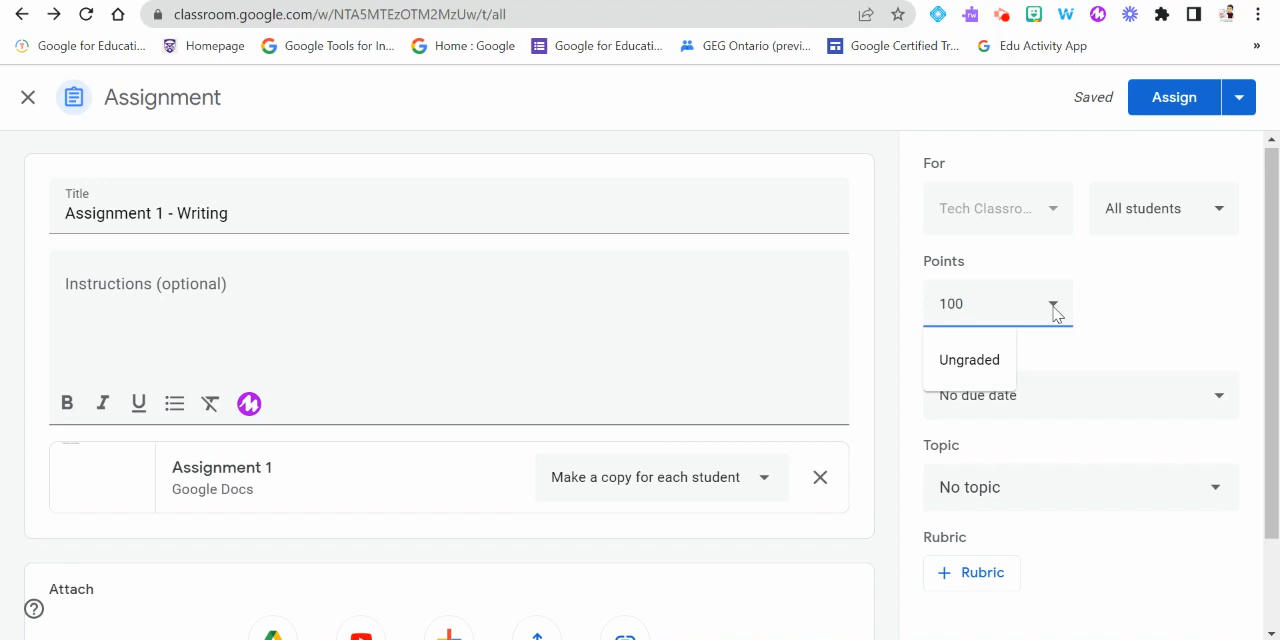 classroom.google.com/w/NTA5MTEzOTM2MzUw/t/all
Google for Educati... Homepage Google Tools for In... Home : Google Google for Educati... GEG Ontario (previ... Google Certified Tr... Edu Activity App »
Assignment Saved Assign
For
Title
Assignment 1 - Writing
Tech Classro... All students
Points
Instructions (optional)
100
Ungraded
No due date
B I U
Topic
Assignment 1
Google Docs
Make a copy for each student
No topic
Rubric
+ Rubric
Attach